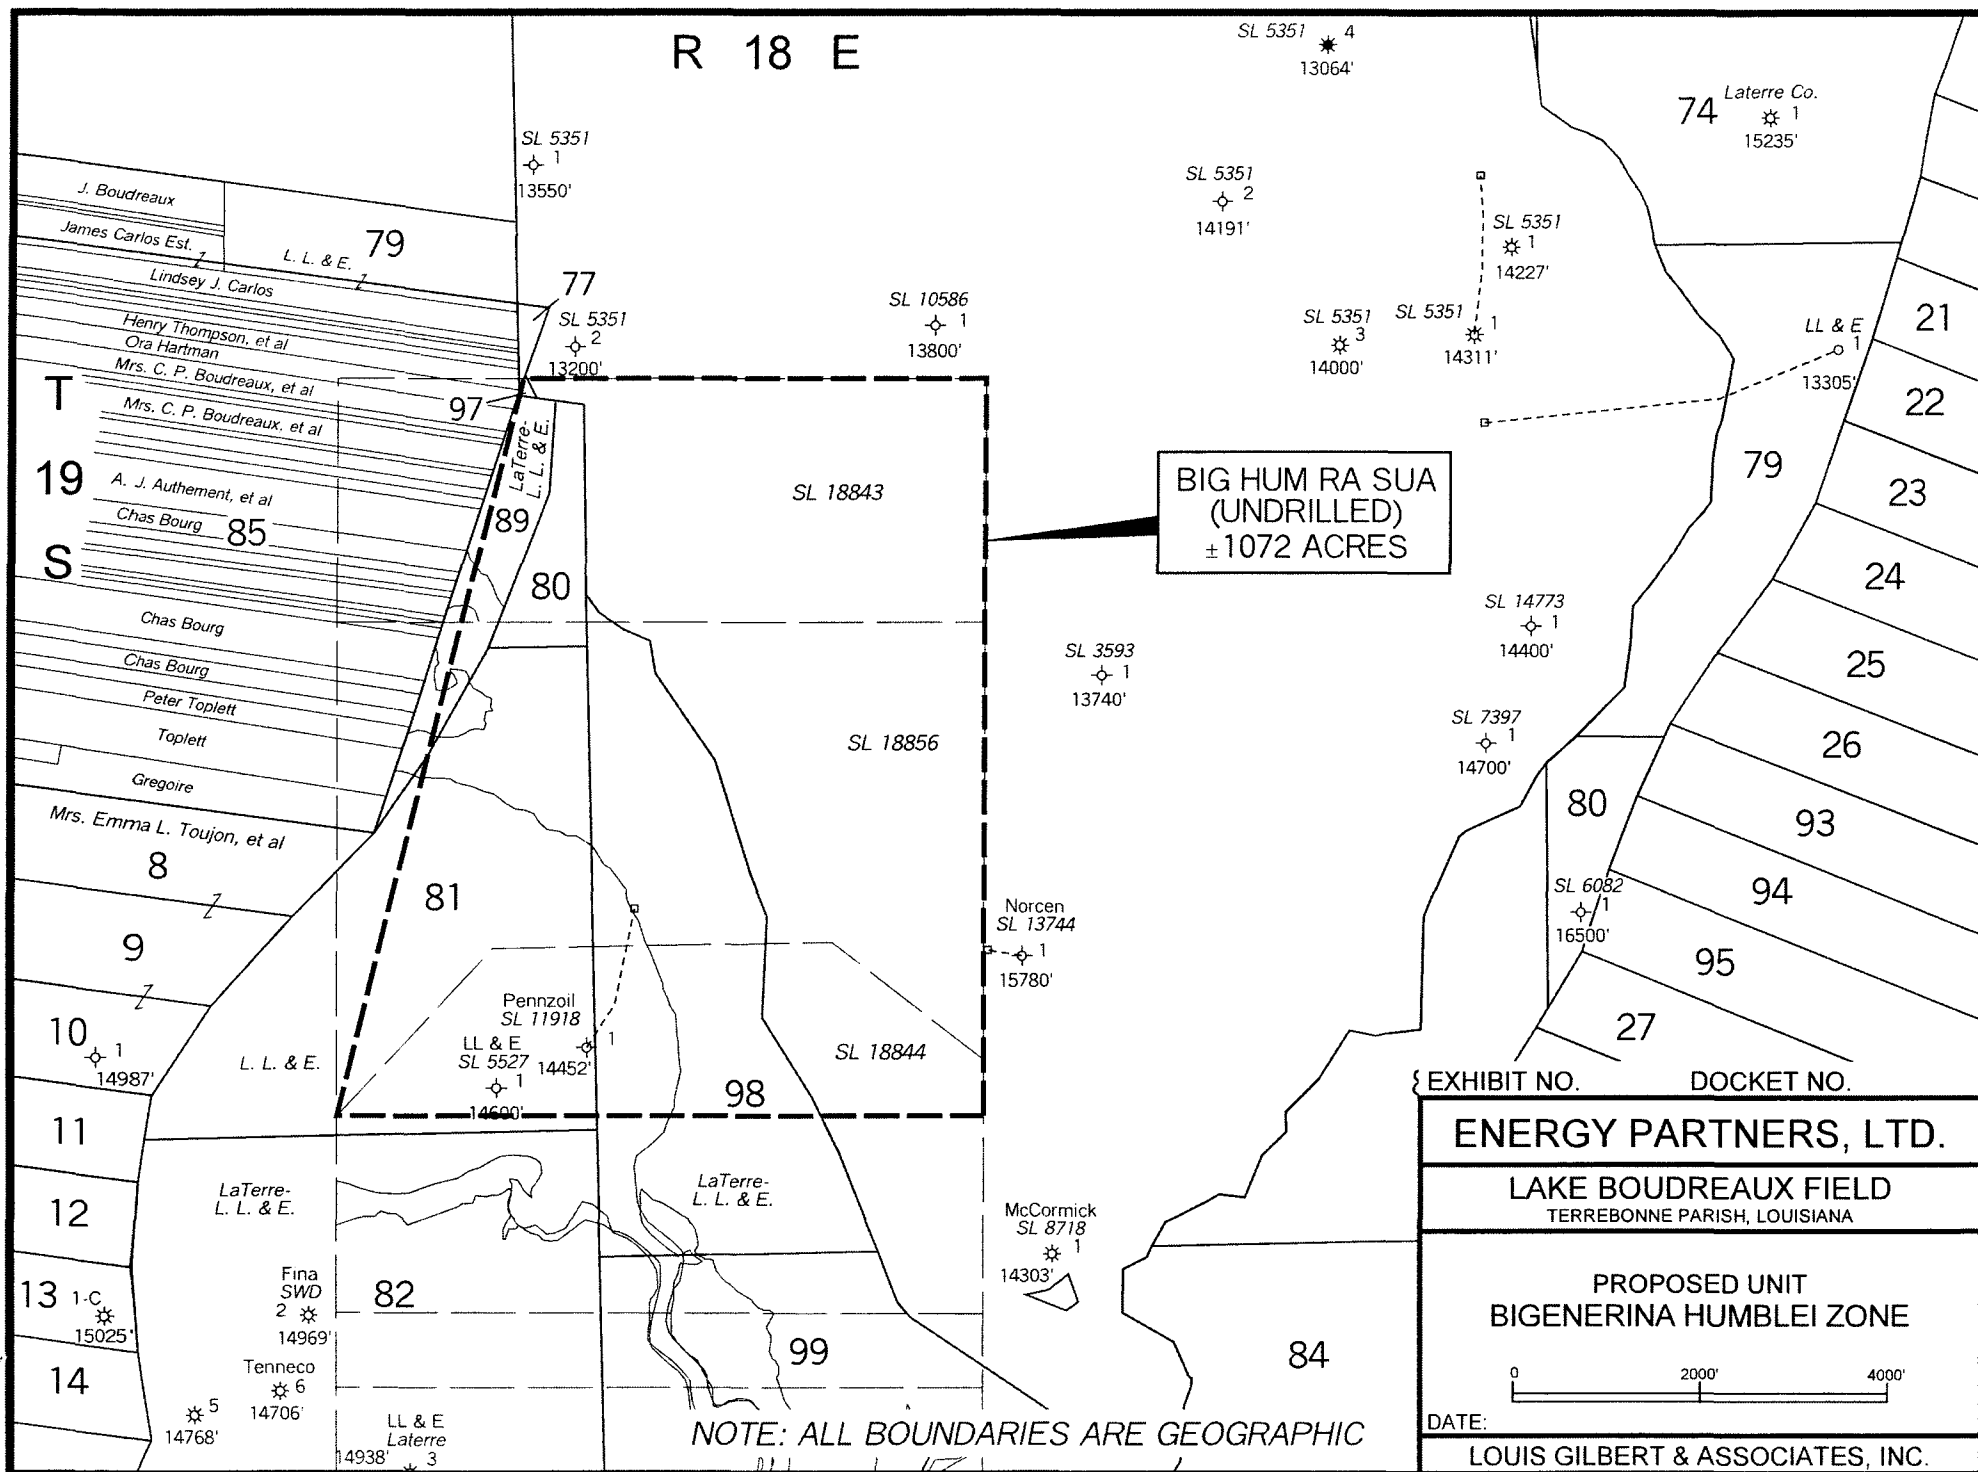 R 18 E
SL 5351
4
13064'
74
Laterre Co.
1
15235'
SL 5351
1
13550'
SL 5351
2
14191'
SL 5351
1
14227'
J. Boudreaux
James Carlos Est.
79
L. L. & E.
Lindsey J. Carlos
77
SL 5351
2
13200'
SL 10586
1
13800'
SL 5351
3
14000'
SL 5351
1
14311'
LL & E
1
13305'
21
22
23
24
25
26
93
94
95
27
Henry Thompson, et al
Ora Hartman
Mrs. C. P. Boudreaux, et al
Mrs. C. P. Boudreaux, et al
T
19
S
97
A. J. Authement, et al
Chas Bourg
85
LaTerre-
L. L. & E.
89
80
SL 18843
BIG HUM RA SUA
(UNDRILLED)
±1072 ACRES
79
Chas Bourg
Chas Bourg
Peter Toplett
Toplett
Gregoire
Mrs. Emma L. Toujon, et al
8
SL 14773
1
14400'
SL 3593
1
13740'
SL 7397
1
14700'
SL 18856
80
81
9
SL 6082
1
16500'
Norcen
SL 13744
1
15780'
Pennzoil
SL 11918
1
14452'
LL & E
SL 5527
1
14600'
10
1
14987'
L. L. & E.
SL 18844
98
11
12
LaTerre-
L. L. & E.
LaTerre-
L. L. & E.
McCormick
SL 8718
1
14303'
13
1-C
15025'
Fina
SWD
2
14969'
82
99
84
14
Tenneco
6
14706'
5
14768'
LL & E
Laterre
14938'
3
NOTE: ALL BOUNDARIES ARE GEOGRAPHIC
EXHIBIT NO. DOCKET NO.
ENERGY PARTNERS, LTD.
LAKE BOUDREAUX FIELD
TERREBONNE PARISH, LOUISIANA
PROPOSED UNIT
BIGENERINA HUMBLEI ZONE
0 2000' 4000'
DATE:
LOUIS GILBERT & ASSOCIATES, INC.